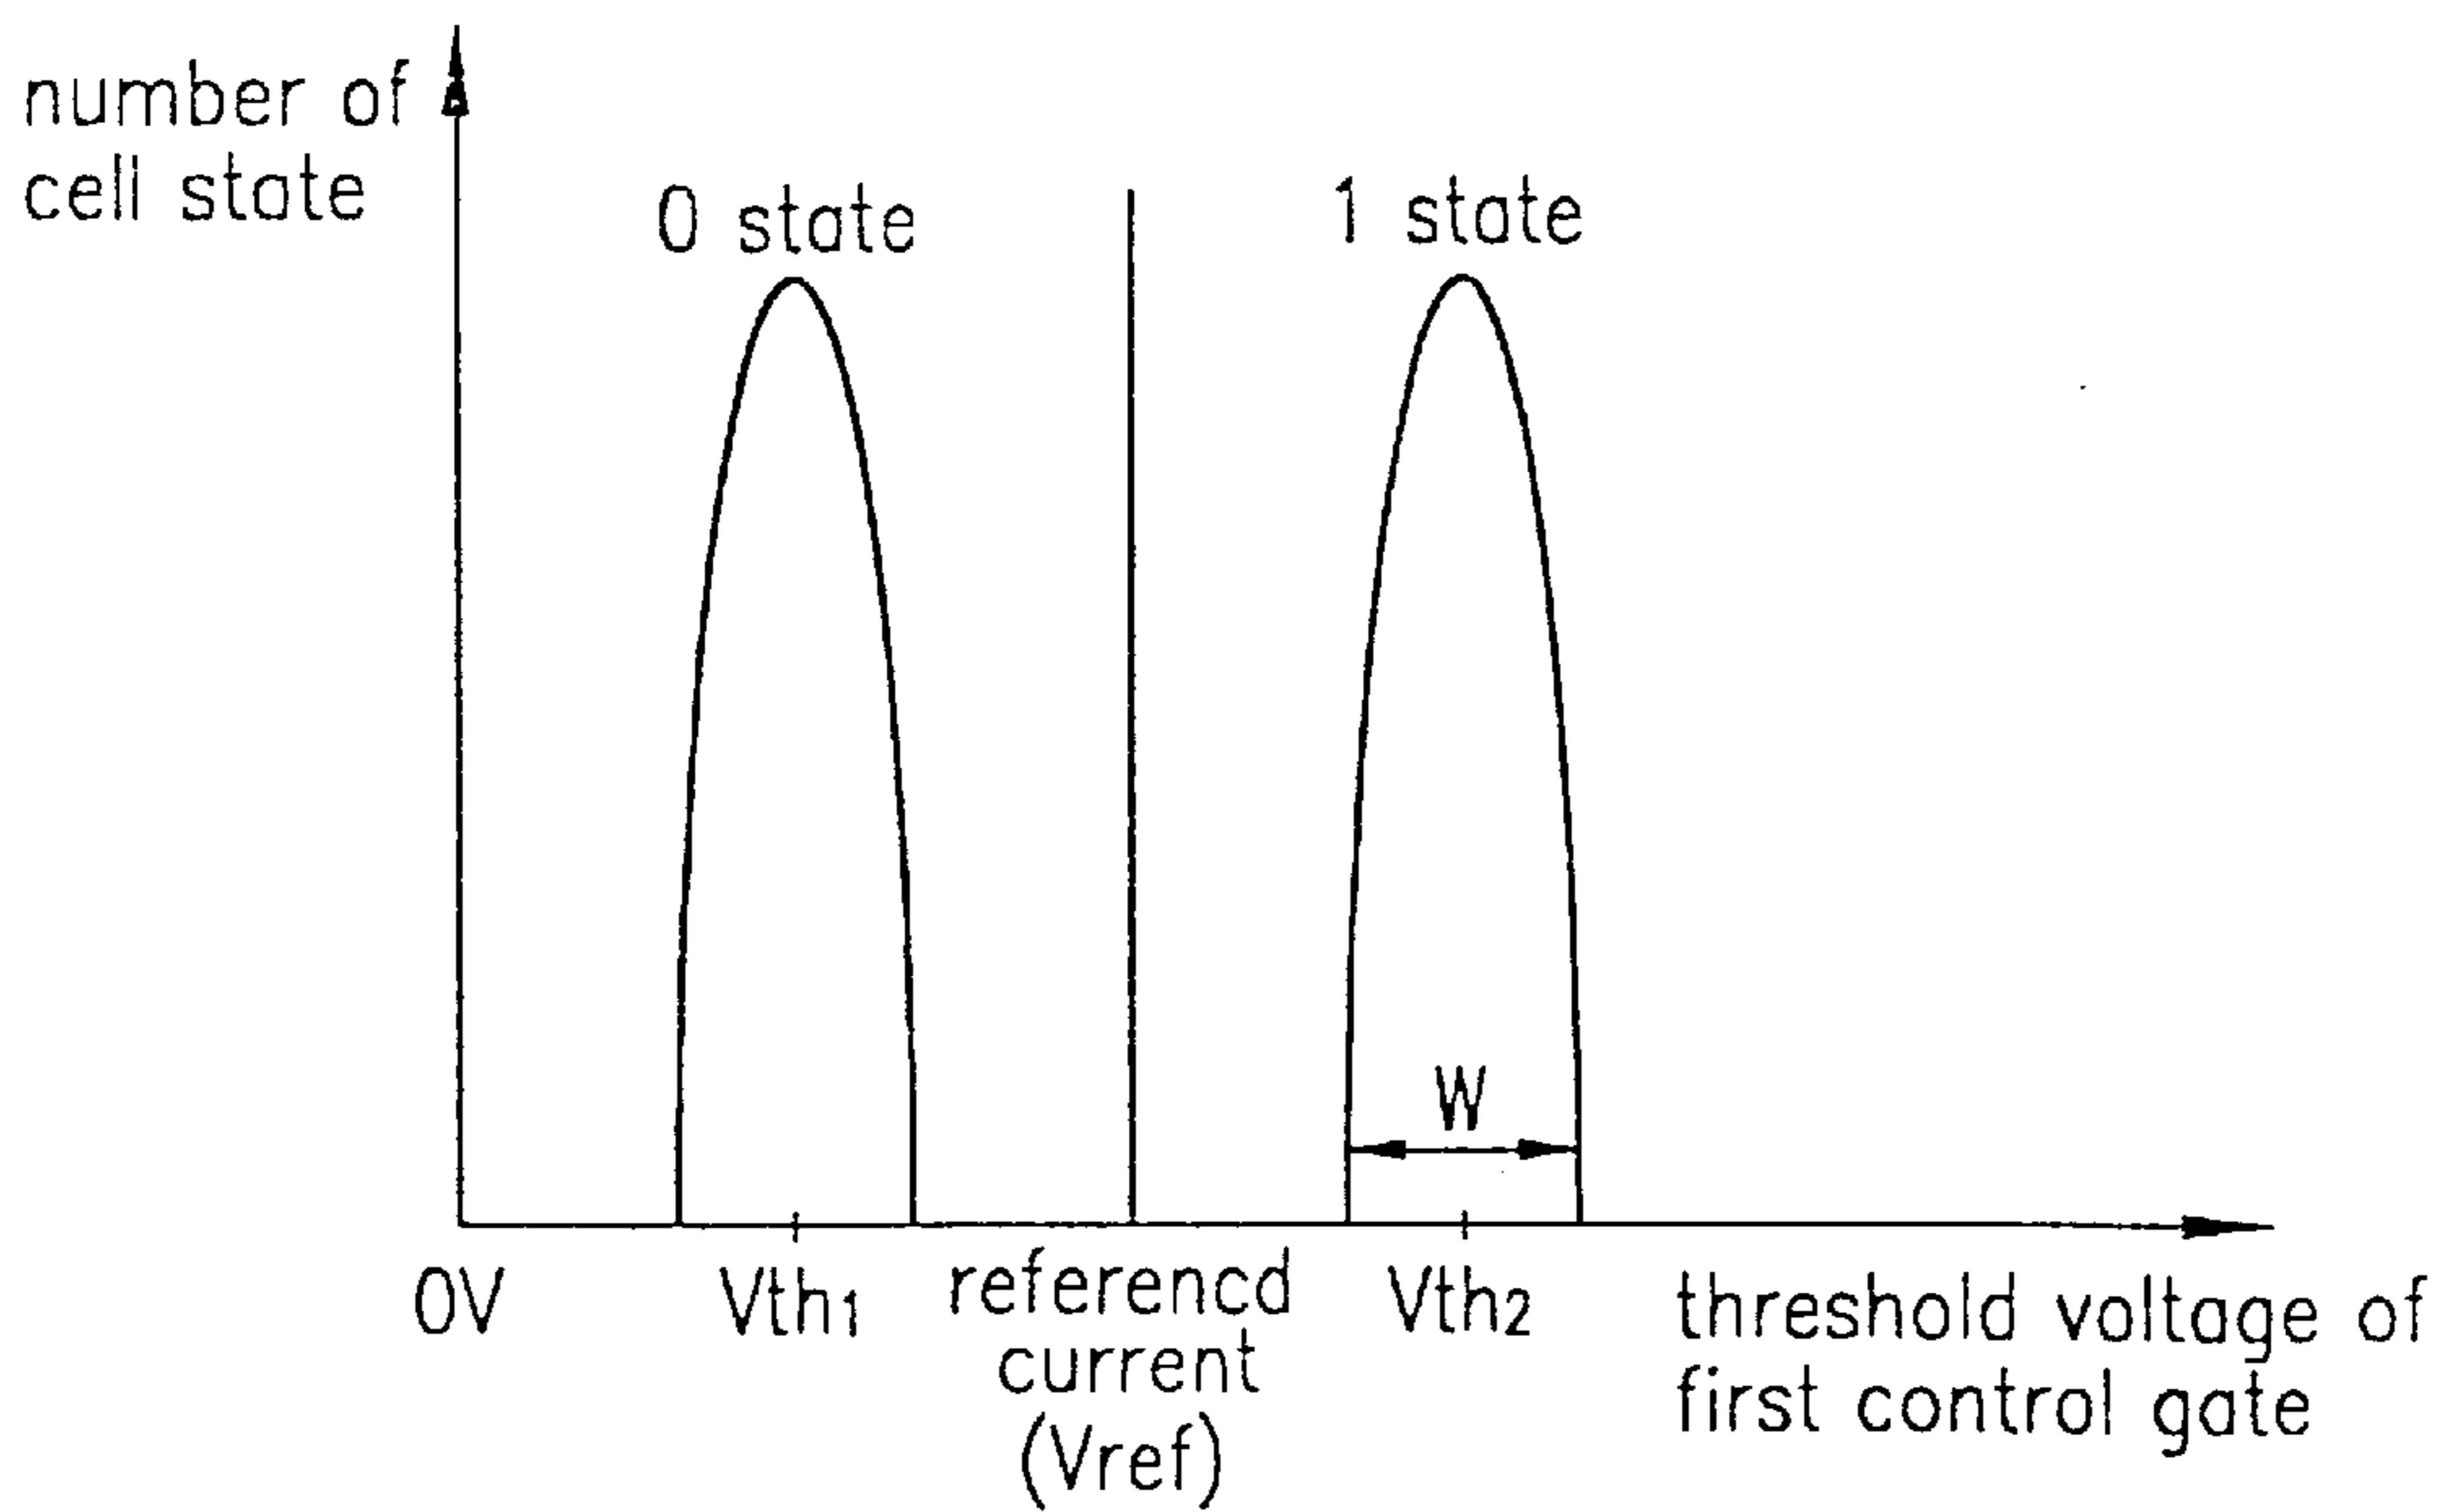 number of
cell state
0 state
1 state
W
0V
Vth1
referencd
current
(Vref)
Vth2
threshold voltage of
first control gate